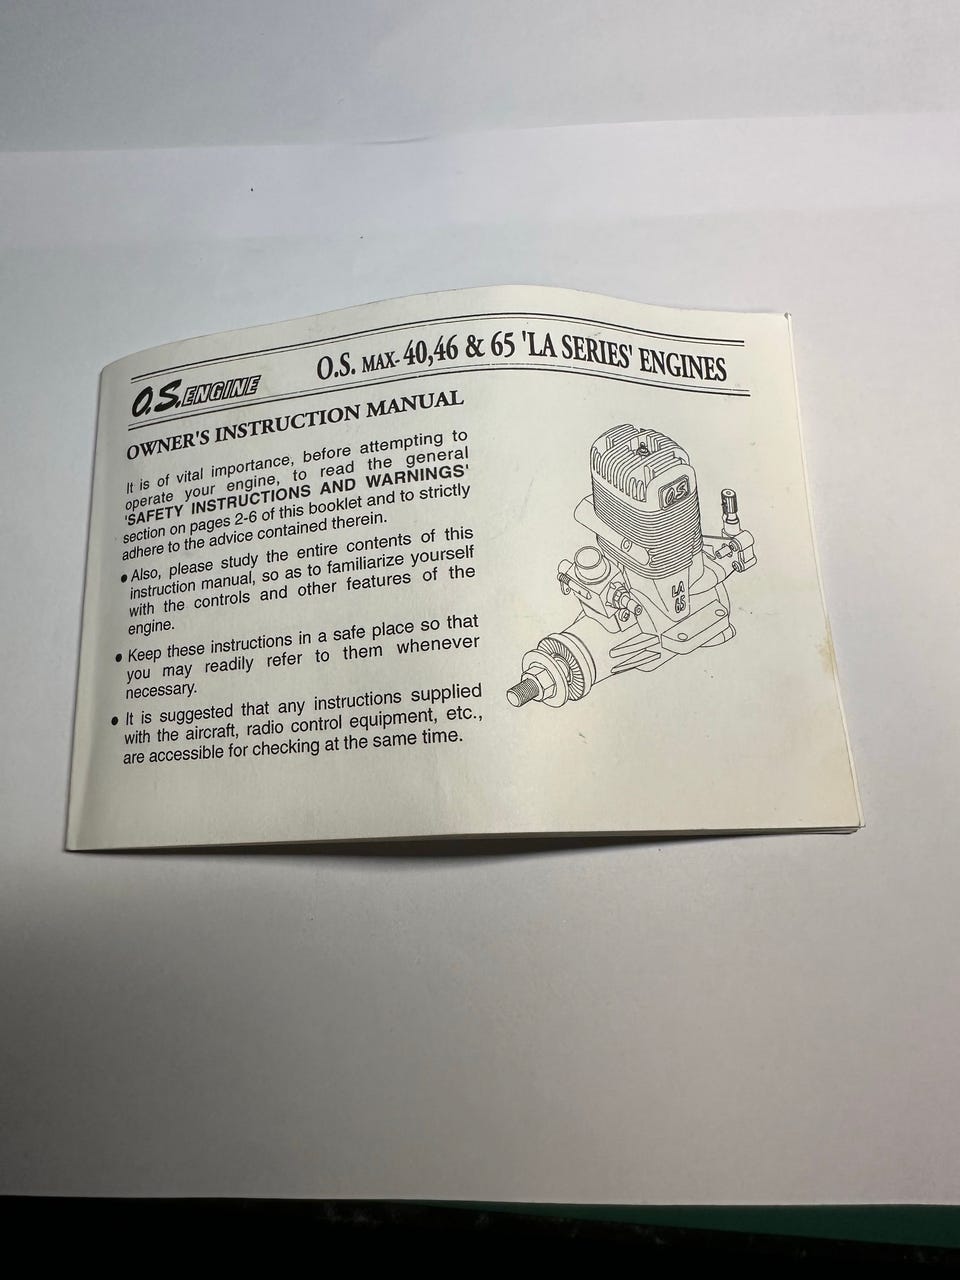 O.S.ENGINE
O.S. MAX-40,46 & 65 'LA SERIES' ENGINES
OWNER'S INSTRUCTION MANUAL
It is of vital importance, before attempting to
operate your engine, to read the general
'SAFETY INSTRUCTIONS AND WARNINGS'
section on pages 2-6 of this booklet and to strictly
adhere to the advice contained therein.
● Also, please study the entire contents of this
instruction manual, so as to familiarize yourself
with the controls and other features of the
engine.
● Keep these instructions in a safe place so that
you may readily refer to them whenever
necessary.
● It is suggested that any instructions supplied
with the aircraft, radio control equipment, etc.,
are accessible for checking at the same time.
O.S.
LA
65